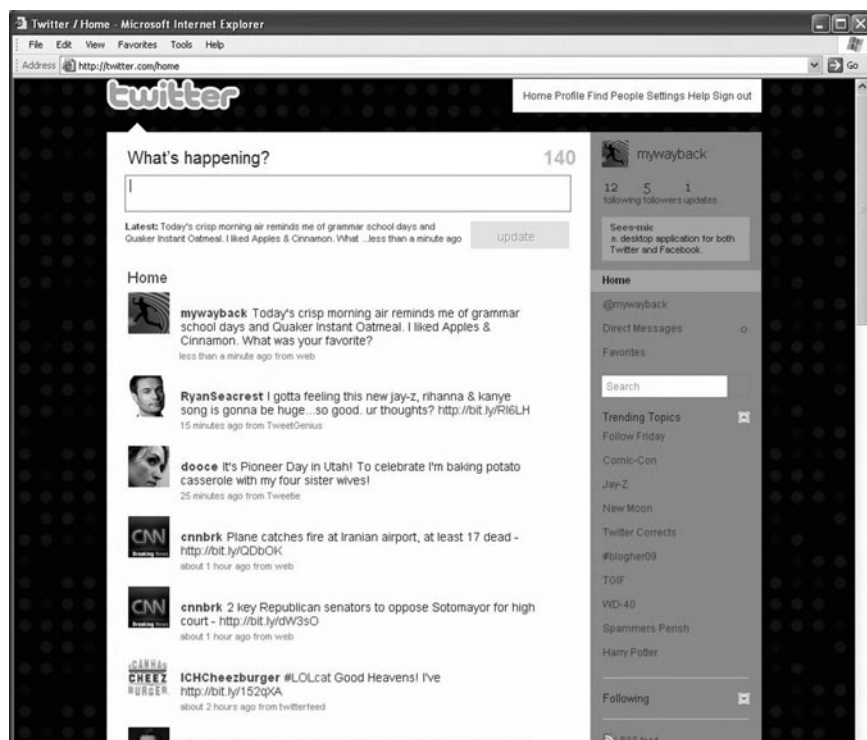 Twitter / Home - Microsoft Internet Explorer
File Edit View Favorites Tools Help
Address http://twitter.com/home Go
twitter
Home Profile Find People Settings Help Sign out
What's happening? 140
Latest: Today's crisp morning air reminds me of grammar school days and
Quaker Instant Oatmeal. I liked Apples & Cinnamon. What ...less than a minute ago
update
Home
mywayback Today's crisp morning air reminds me of grammar
school days and Quaker Instant Oatmeal. I liked Apples &
Cinnamon. What was your favorite?
less than a minute ago from web
RyanSeacrest I gotta feeling this new jay-z, rihanna & kanye
song is gonna be huge...so good. ur thoughts? http://bit.ly/RI6LH
15 minutes ago from TweetGenius
dooce It's Pioneer Day in Utah! To celebrate I'm baking potato
casserole with my four sister wives!
25 minutes ago from Tweetie
CNN
Breaking News
cnnbrk Plane catches fire at Iranian airport, at least 17 dead -
http://bit.ly/QDbOK
about 1 hour ago from web
CNN
Breaking News
cnnbrk 2 key Republican senators to oppose Sotomayor for high
court - http://bit.ly/dW3sO
about 1 hour ago from web
CANHAS
CHEEZ
BURGER
ICHCheezburger #LOLcat Good Heavens! I've
http://bit.ly/152qXA
about 2 hours ago from twitterfeed
mywayback
12 5 1
following followers updates
Sees-mic
n. desktop application for both
Twitter and Facebook.
Home
@mywayback
Direct Messages 0
Favorites
Search
Trending Topics
Follow Friday
Comic-Con
Jay-Z
New Moon
Twitter Corrects
#blogher09
TGIF
WD-40
Spammers Perish
Harry Potter
Following
RSS feed